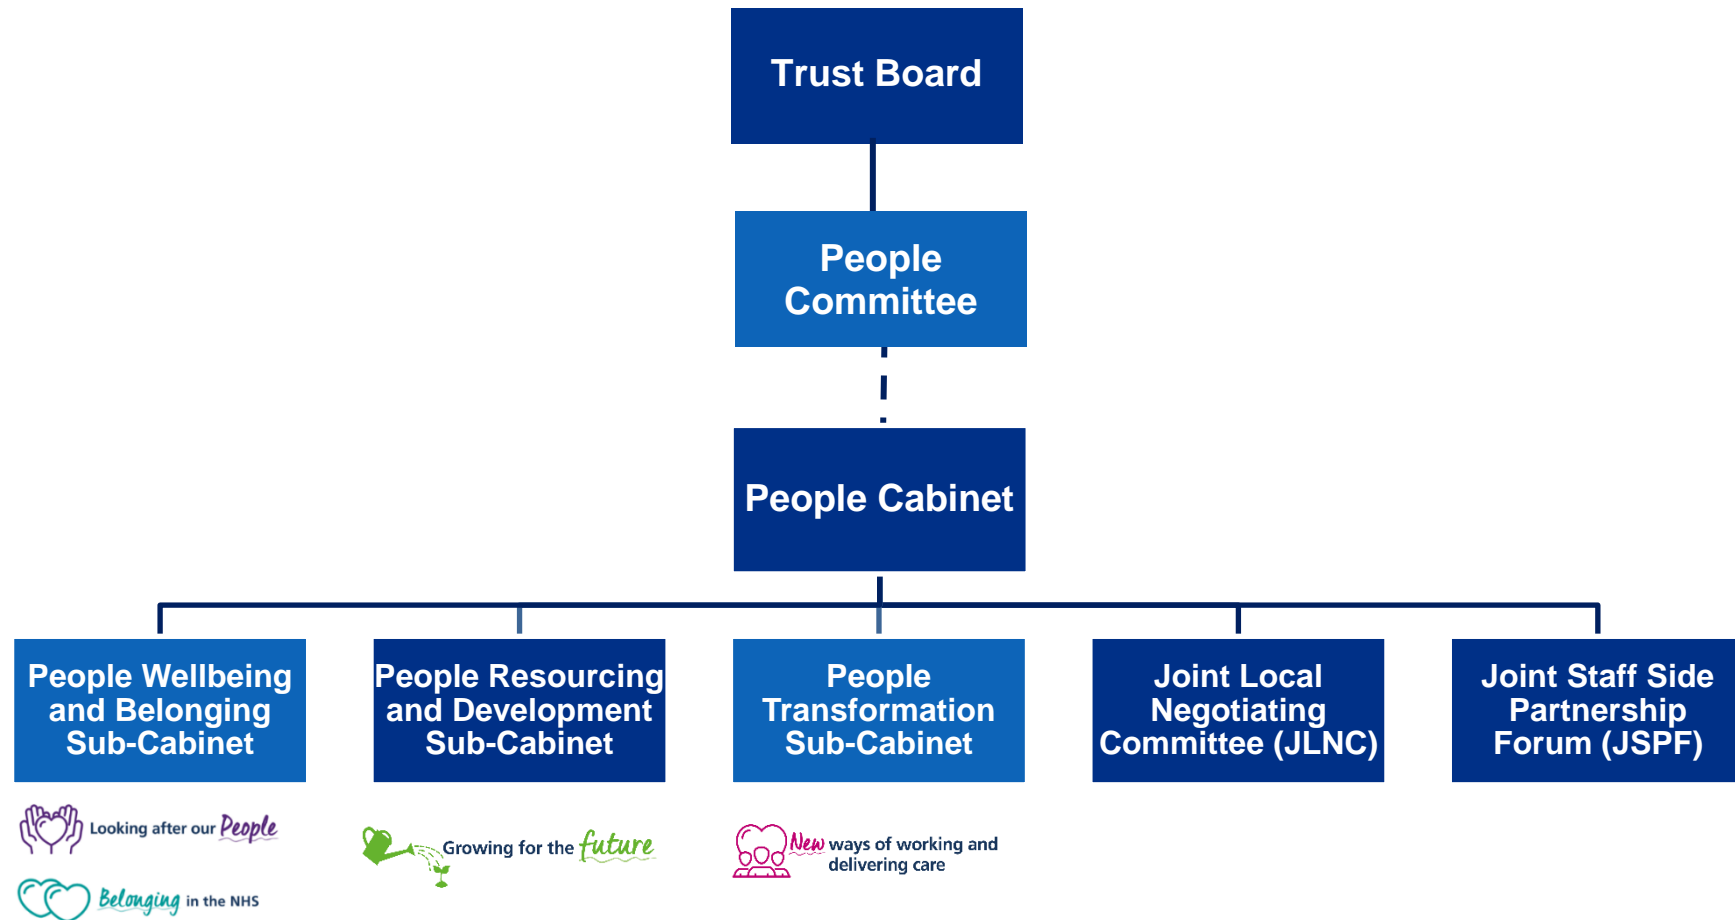 Trust Board
People
Committee
People Cabinet
People Wellbeing
and Belonging
Sub-Cabinet
People Resourcing
and Development
Sub-Cabinet
People
Transformation
Sub-Cabinet
Joint Local
Negotiating
Committee (JLNC)
Joint Staff Side
Partnership
Forum (JSPF)
Looking after our People
Belonging in the NHS
Growing for the future
New ways of working and
delivering care